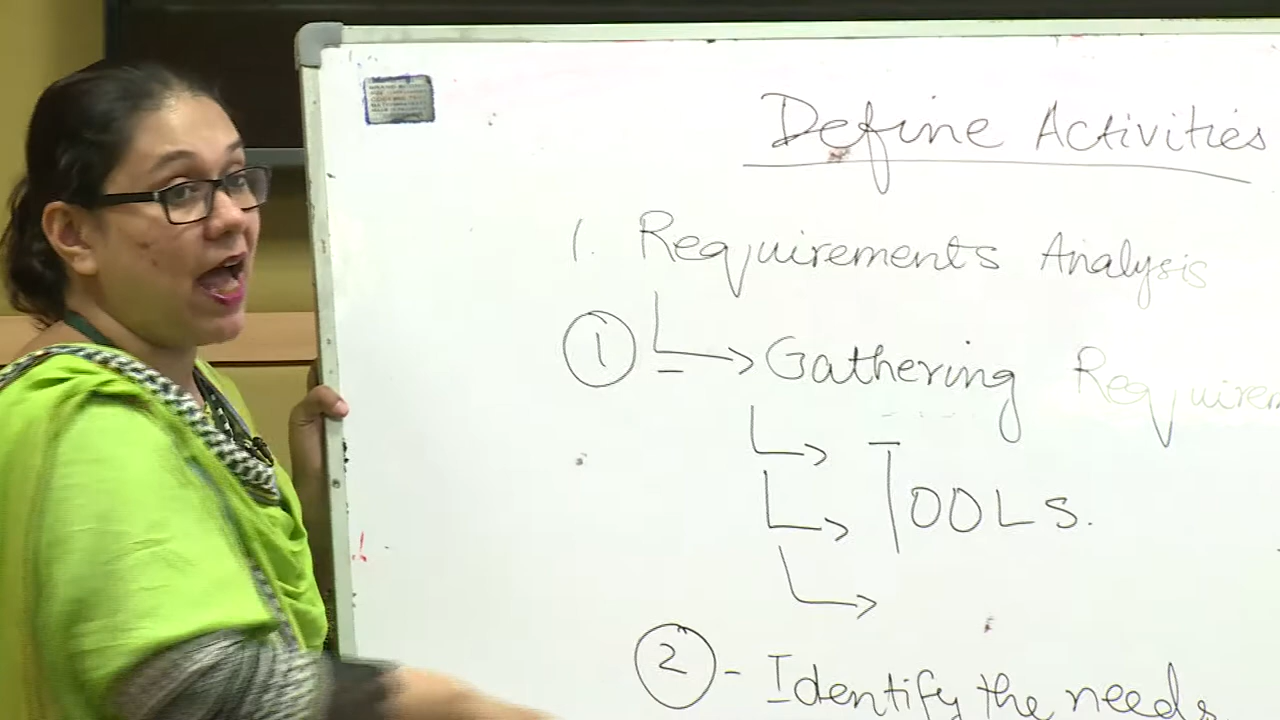 Define Activities
1. Requirements Analysis
1 → Gathering Requirem
→
→ TOOLS.
→
2 - Identify the needs